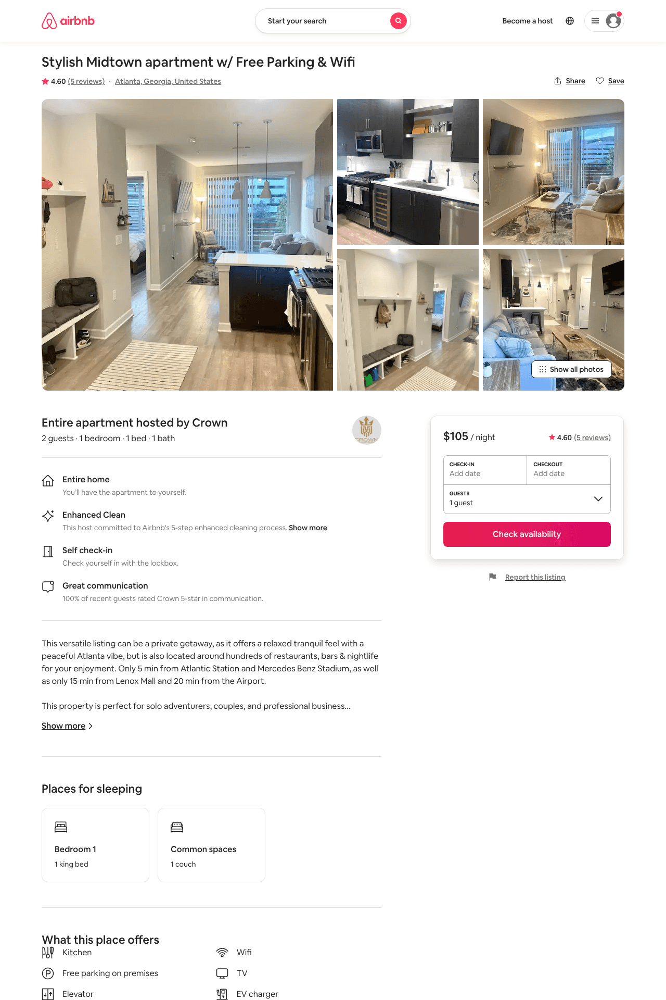 airbnb
Start your search
Become a host
Stylish Midtown apartment w/ Free Parking & Wifi
4.60 (5 reviews) · Atlanta, Georgia, United States
Share
Save
Show all photos
Entire apartment hosted by Crown
2 guests · 1 bedroom · 1 bed · 1 bath
CROWN
$105 / night
4.60 (5 reviews)
CHECK-IN
Add date
CHECKOUT
Add date
GUESTS
1 guest
Check availability
Report this listing
Entire home
You’ll have the apartment to yourself.
Enhanced Clean
This host committed to Airbnb's 5-step enhanced cleaning process. Show more
Self check-in
Check yourself in with the lockbox.
Great communication
100% of recent guests rated Crown 5-star in communication.
This versatile listing can be a private getaway, as it offers a relaxed tranquil feel with a
peaceful Atlanta vibe, but is also located around hundreds of restaurants, bars & nightlife
for your enjoyment. Only 5 min from Atlantic Station and Mercedes Benz Stadium, as well
as only 15 min from Lenox Mall and 20 min from the Airport.
This property is perfect for solo adventurers, couples, and professional business...
Show more
Places for sleeping
Bedroom 1
1 king bed
Common spaces
1 couch
What this place offers
Kitchen
Wifi
Free parking on premises
TV
Elevator
EV charger